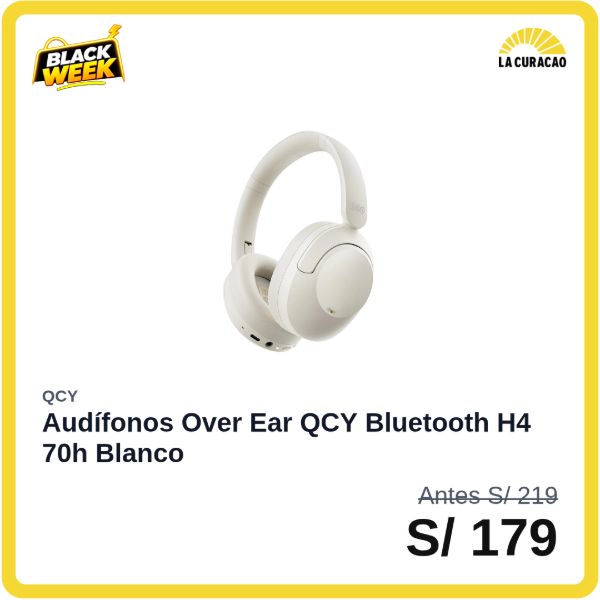 BLACK
WEEK
LA CURACAO
QCY
Audífonos Over Ear QCY Bluetooth H4
70h Blanco
Antes S/ 219
S/ 179